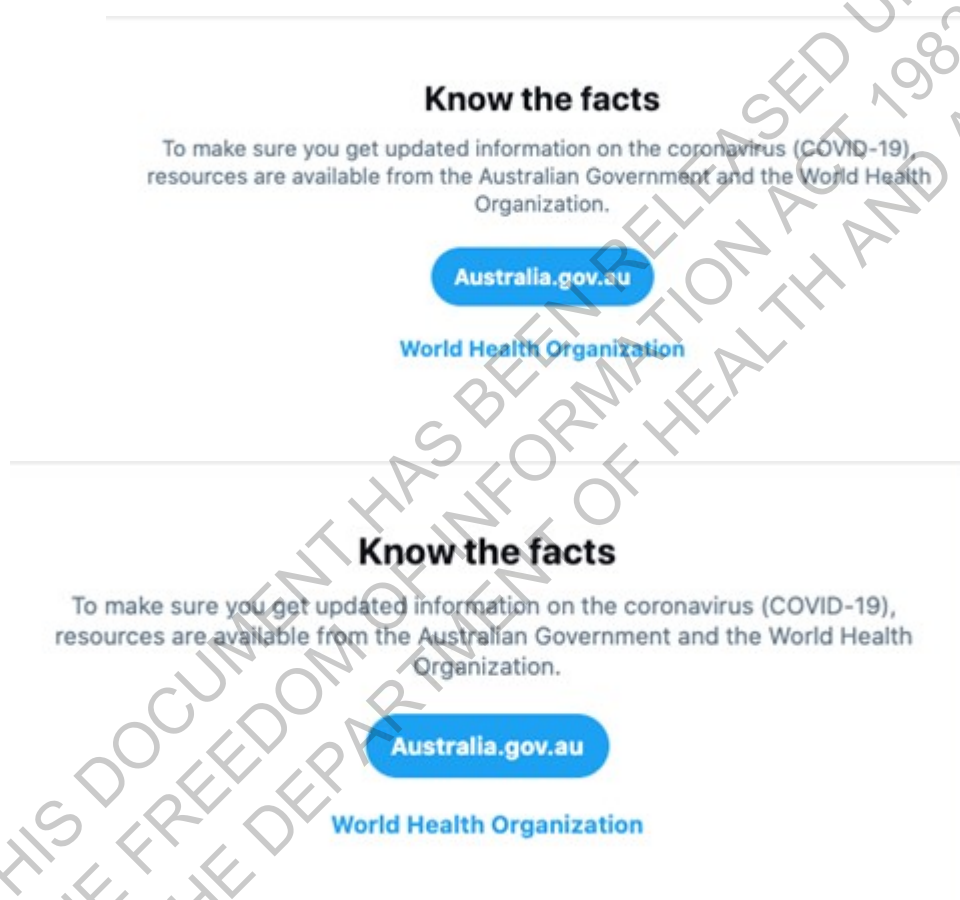 Know the facts
To make sure you get updated information on the coronavirus (COVID-19),
resources are available from the Australian Government and the World Health
Organization.
Australia.gov.au
World Health Organization
Know the facts
To make sure you get updated information on the coronavirus (COVID-19),
resources are available from the Australian Government and the World Health
Organization.
Australia.gov.au
World Health Organization
HIS DOCUMENT HAS BEEN RELEASED U
HE FREEDOM OF INFORMATION ACT 1982
HE DEPARTMENT OF HEALTH AND A